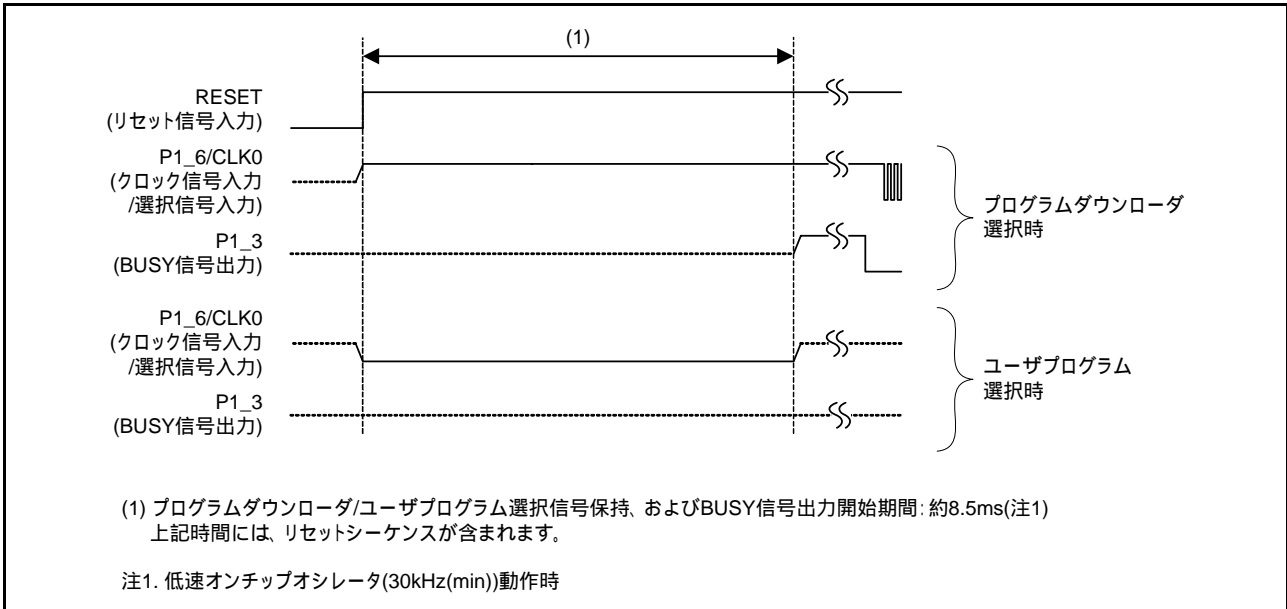 (1)
RESET
(リセット信号入力)
P1_6/CLK0
(クロック信号入力
/選択信号入力)
P1_3
(BUSY信号出力)
プログラムダウンローダ
選択時
P1_6/CLK0
(クロック信号入力
/選択信号入力)
P1_3
(BUSY信号出力)
ユーザプログラム
選択時
(1) プログラムダウンローダ/ユーザプログラム選択信号保持、およびBUSY信号出力開始期間: 約8.5ms(注1)
上記時間には、リセットシーケンスが含まれます。
注1. 低速オンチップオシレータ(30kHz(min))動作時